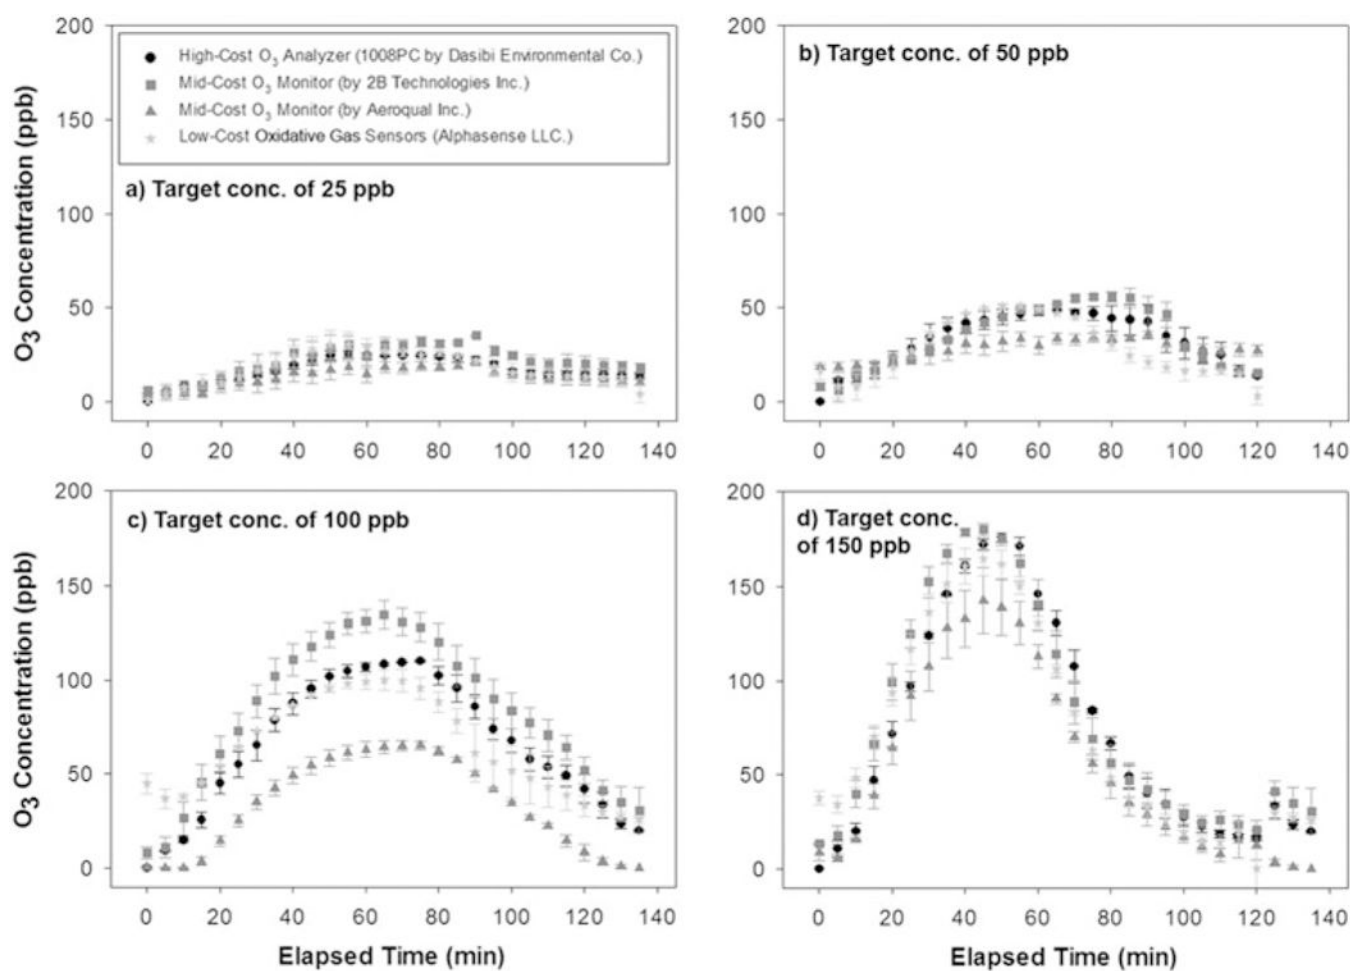 200
150
100
50
0
O3 Concentration (ppb)
High-Cost O3 Analyzer (1008PC by Dasibi Environmental Co.)
Mid-Cost O3 Monitor (by 2B Technologies Inc.)
Mid-Cost O3 Monitor (by Aeroqual Inc.)
Low-Cost Oxidative Gas Sensors (Alphasense LLC.)
a) Target conc. of 25 ppb
0 20 40 60 80 100 120 140
200
150
100
50
0
b) Target conc. of 50 ppb
0 20 40 60 80 100 120 140
200
150
100
50
0
O3 Concentration (ppb)
c) Target conc. of 100 ppb
0 20 40 60 80 100 120 140
Elapsed Time (min)
200
150
100
50
0
d) Target conc.
of 150 ppb
0 20 40 60 80 100 120 140
Elapsed Time (min)